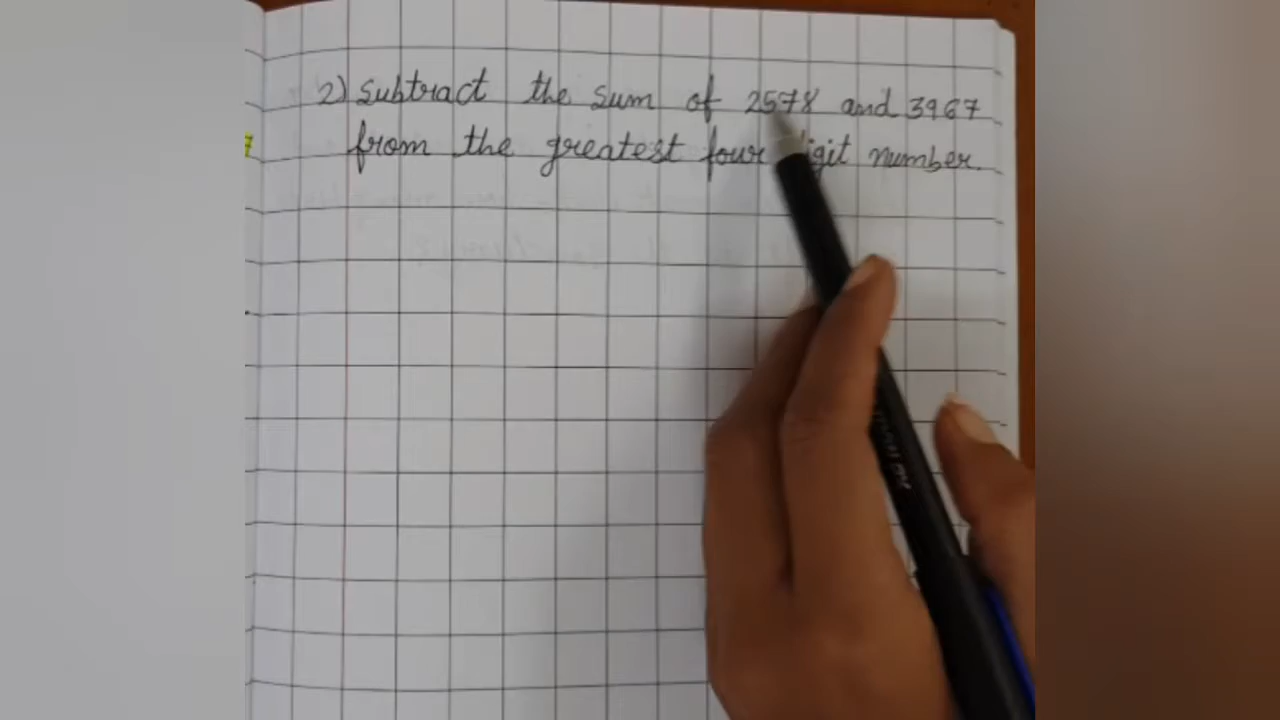 2) Subtract the sum of 2578 and 3967
from the greatest four digit number.